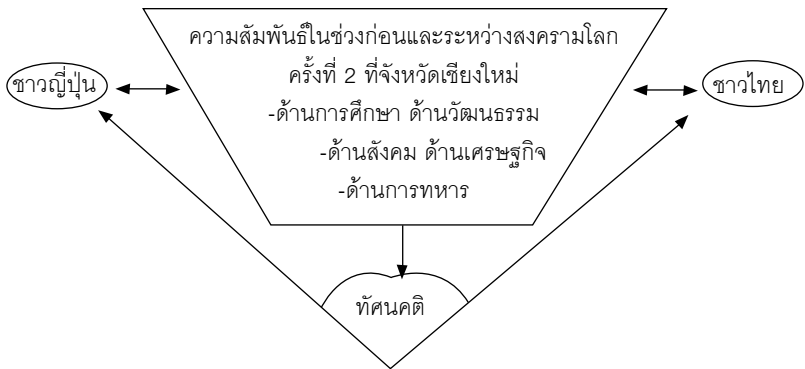 ความสัมพันธ์ในช่วงก่อนและระหว่างสงครามโลก
ครั้งที่ 2 ที่จังหวัดเชียงใหม่
-ด้านการศึกษา ด้านวัฒนธรรม
-ด้านสังคม ด้านเศรษฐกิจ
-ด้านการทหาร
ชาวญี่ปุ่น
ชาวไทย
ทัศนคติ